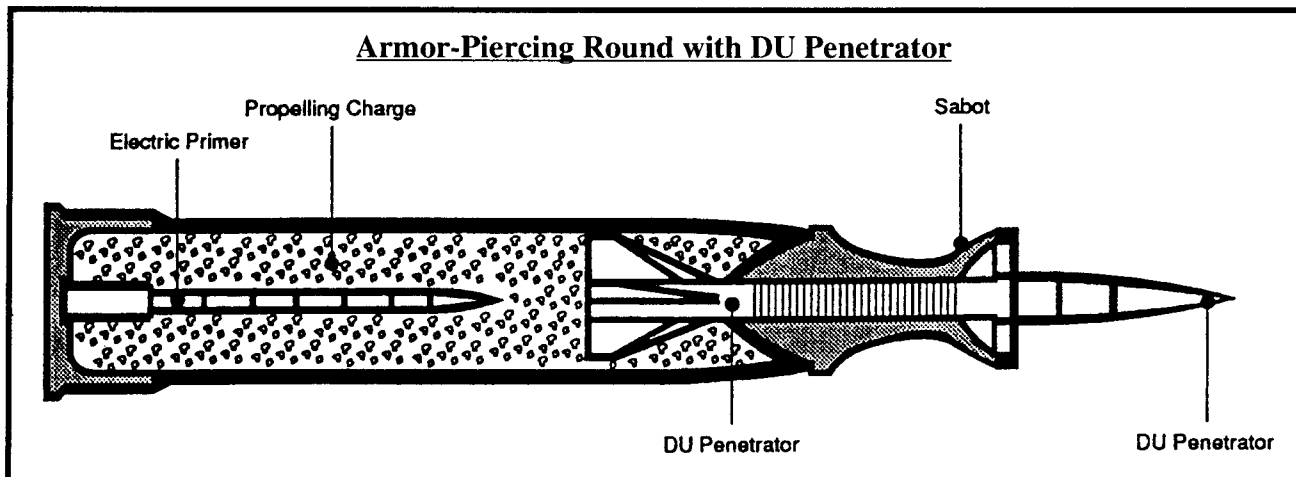 Armor-Piercing Round with DU Penetrator
Propelling Charge
Sabot
Electric Primer
DU Penetrator
DU Penetrator